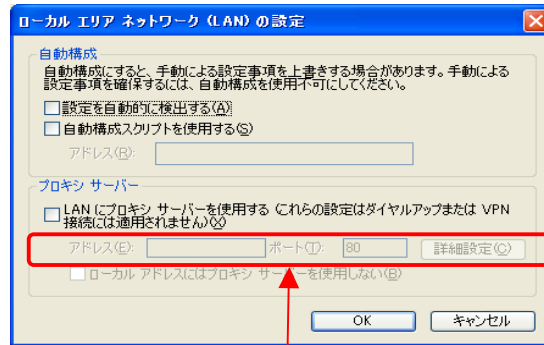 ローカル エリア ネットワーク (LAN) の設定
自動構成
自動構成にすると、手動による設定事項を上書きする場合があります。手動による
設定事項を確保するには、自動構成を使用不可にしてください。
設定を自動的に検出する(A)
自動構成スクリプトを使用する(S)
アドレス(R):
プロキシ サーバー
LAN にプロキシ サーバーを使用する (これらの設定はダイヤルアップまたは VPN
接続には適用されません)(X)
アドレス(E): ポート(T): 80 詳細設定(C)
ローカル アドレスにはプロキシ サーバーを使用しない(B)
OK キャンセル